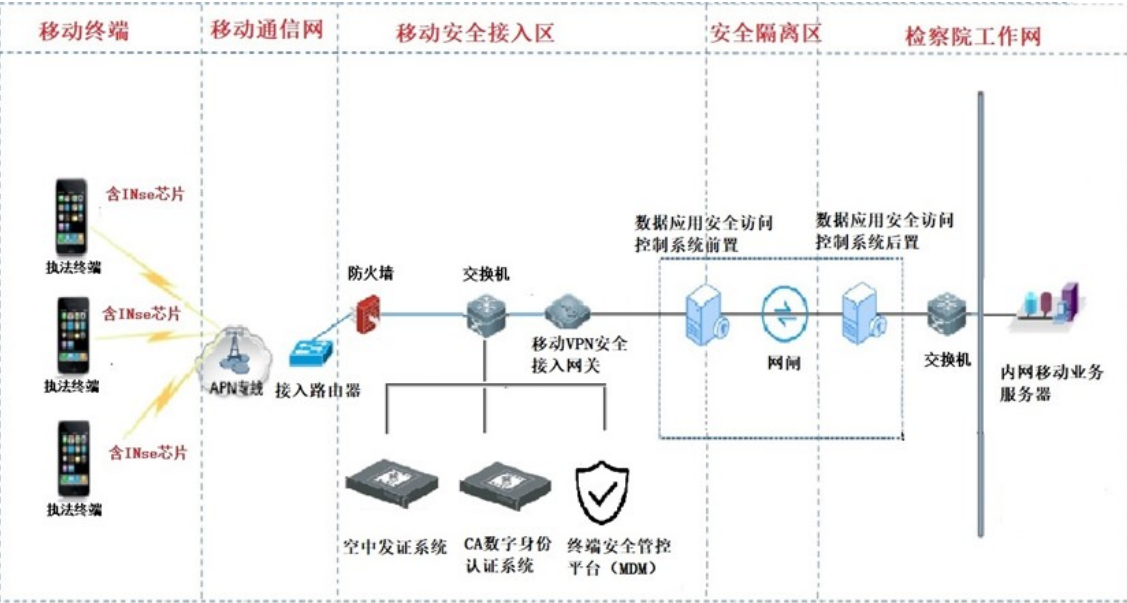 移动终端
移动通信网
移动安全接入区
安全隔离区
检察院工作网
含INse芯片
执法终端
含INse芯片
执法终端
含INse芯片
执法终端
APN专线
接入路由器
防火墙
交换机
移动VPN安全
接入网关
空中发证系统
CA数字身份
认证系统
终端安全管控
平台（MDM）
数据应用安全访问
控制系统前置
网闸
数据应用安全访问
控制系统后置
交换机
内网移动业务
服务器